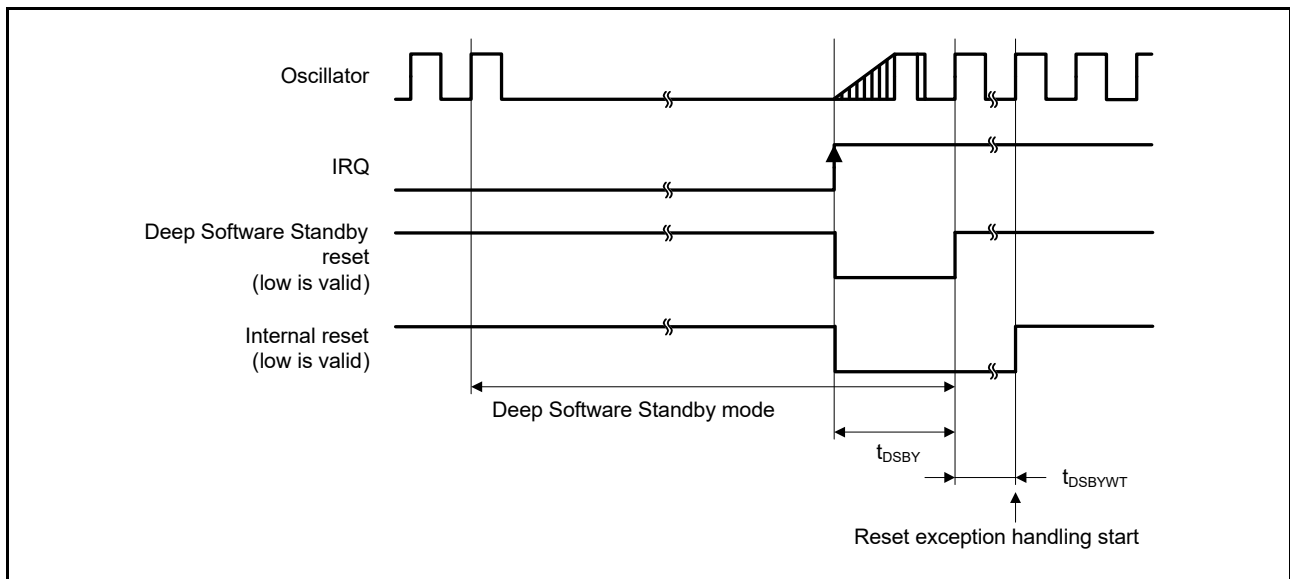 Oscillator
IRQ
Deep Software Standby
reset
(low is valid)
Internal reset
(low is valid)
Deep Software Standby mode
tDSBY
tDSBYWT
Reset exception handling start